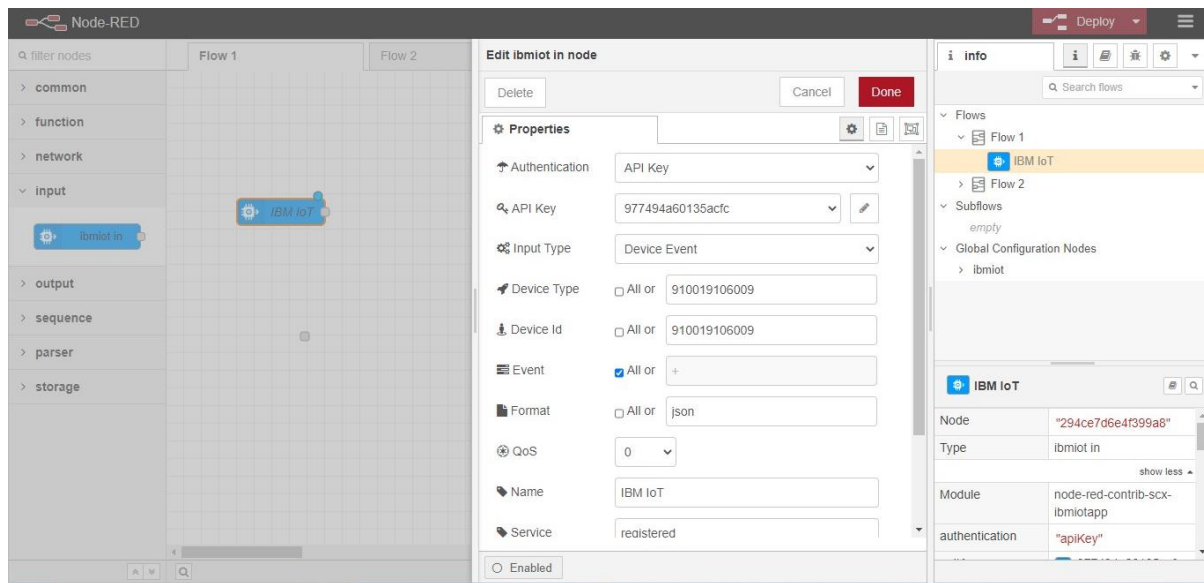 Node-RED
Deploy
filter nodes
common
function
network
input
ibmiot in
output
sequence
parser
storage
Flow 1
Flow 2
IBM IoT
Edit ibmiot in node
Delete
Cancel
Done
Properties
Authentication
API Key
API Key
977494a60135acfc
Input Type
Device Event
Device Type
All or
910019106009
Device Id
All or
910019106009
Event
All or
+
Format
All or
json
QoS
0
Name
IBM IoT
Service
registered
Enabled
i info
i
Search flows
Flows
Flow 1
IBM IoT
Flow 2
Subflows
empty
Global Configuration Nodes
ibmiot
IBM IoT
Node
"294ce7d6e4f399a8"
Type
ibmiot in
show less
Module
node-red-contrib-scx-
ibmiotapp
authentication
"apiKey"